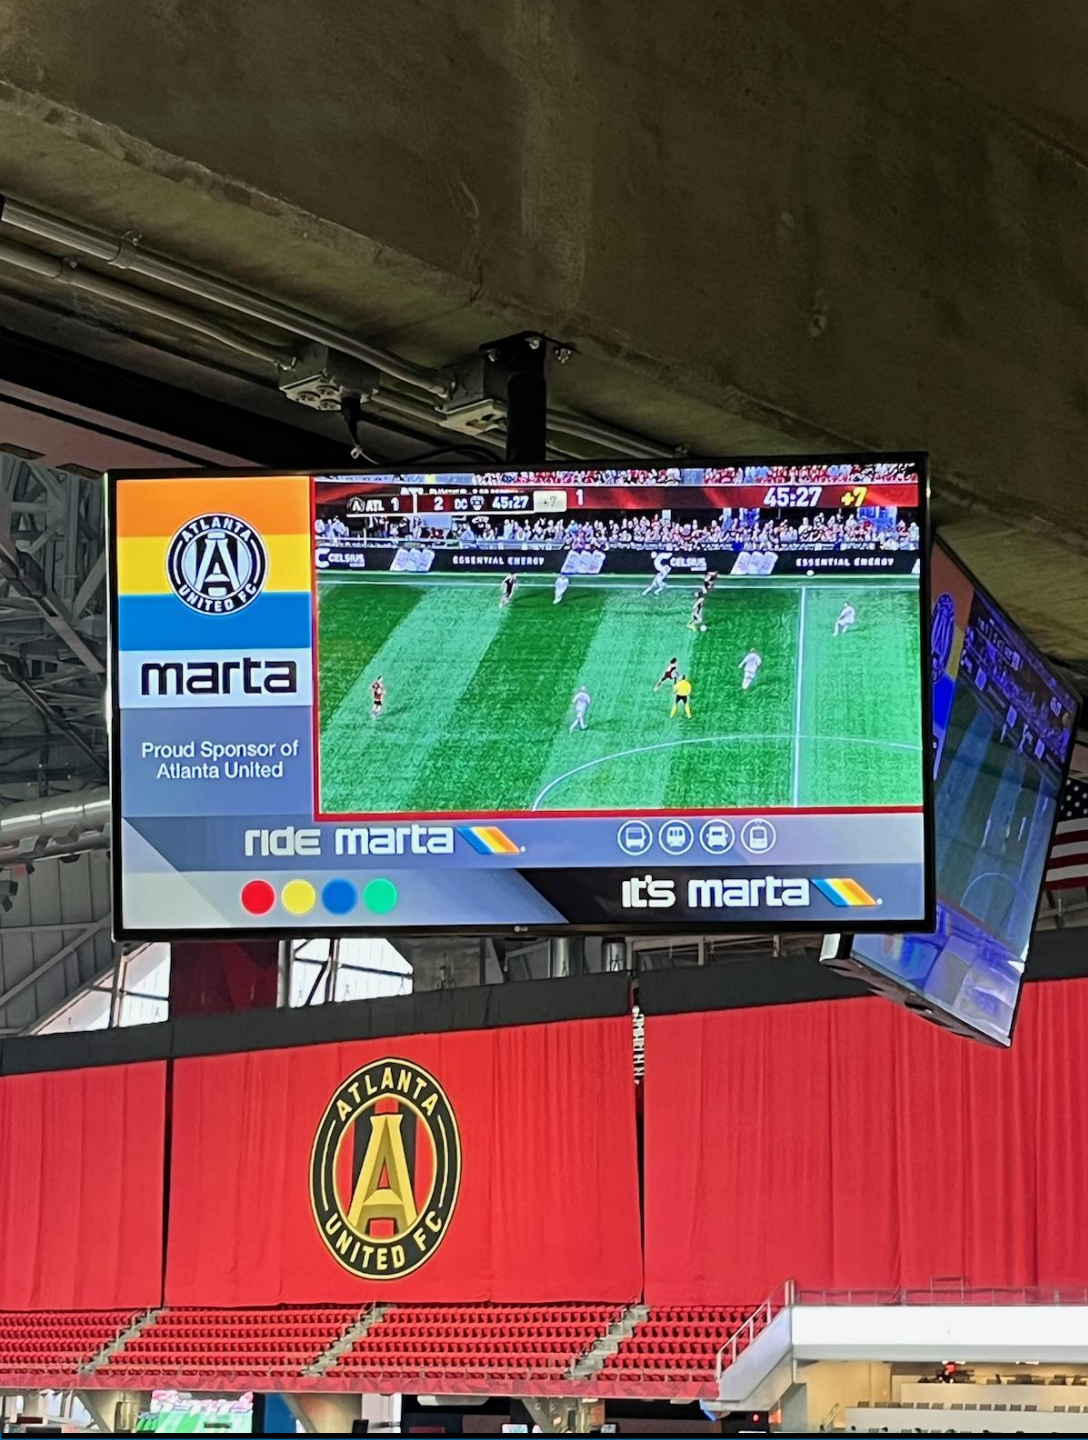 ATLANTA
UNITED FC
marta
Proud Sponsor of
Atlanta United
ATL 1 2 DC 45:27 +7 1
45:27 +7
CELSIUS
ESSENTIAL ENERGY
CELSIUS
ESSENTIAL ENERGY
ride marta
it's marta
LG
ATLANTA
A
UNITED FC